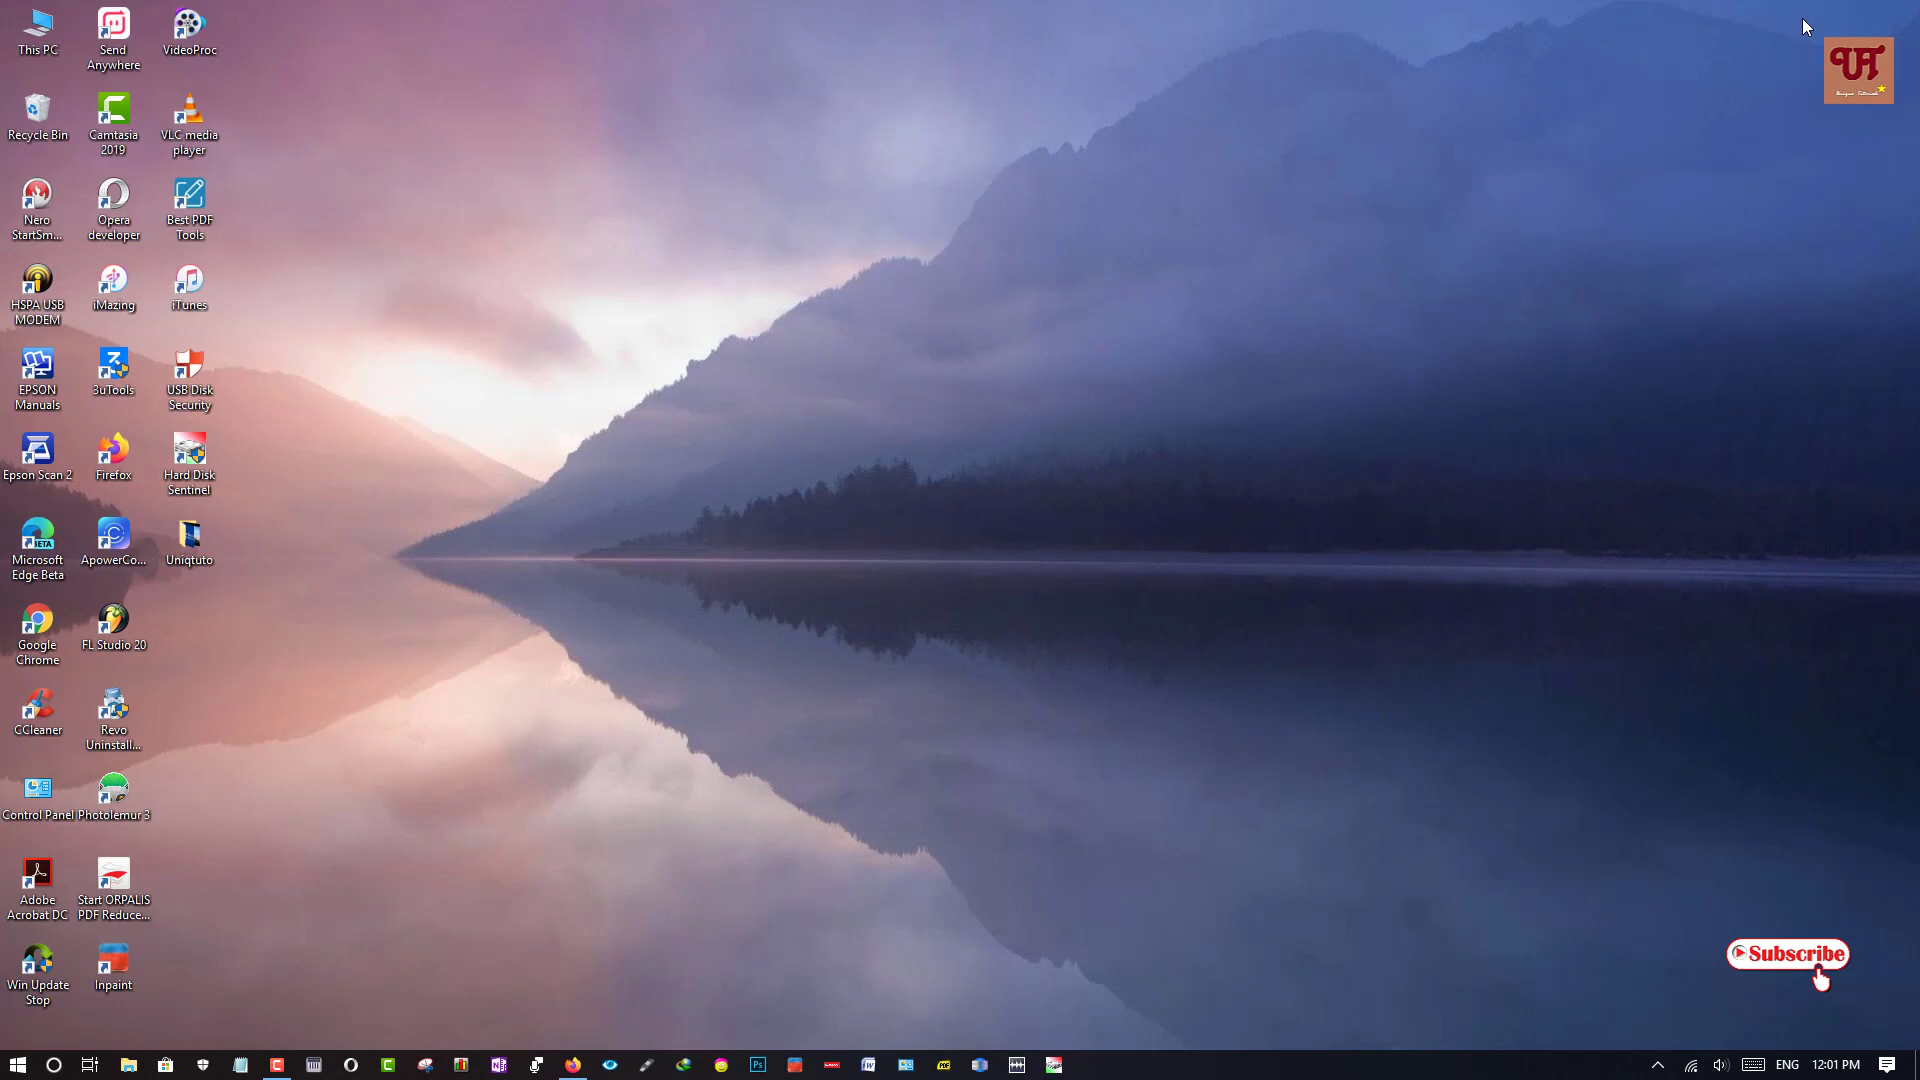 This PC
Send
Anywhere
VideoProc
Recycle Bin
Camtasia
2019
VLC media
player
Nero
StartSm...
Opera
developer
Best PDF
Tools
HSPA USB
MODEM
iMazing
iTunes
EPSON
Manuals
3uTools
USB Disk
Security
Epson Scan 2
Firefox
Hard Disk
Sentinel
BETA
Microsoft
Edge Beta
ApowerCo...
Uniqtuto
Google
Chrome
FL Studio 20
CCleaner
Revo
Uninstall...
Control Panel
Photolemur 3
Adobe
Acrobat DC
Start ORPALIS
PDF Reduce...
Win Update
Stop
Inpaint
Subscribe
Ps
ENG
12:01 PM